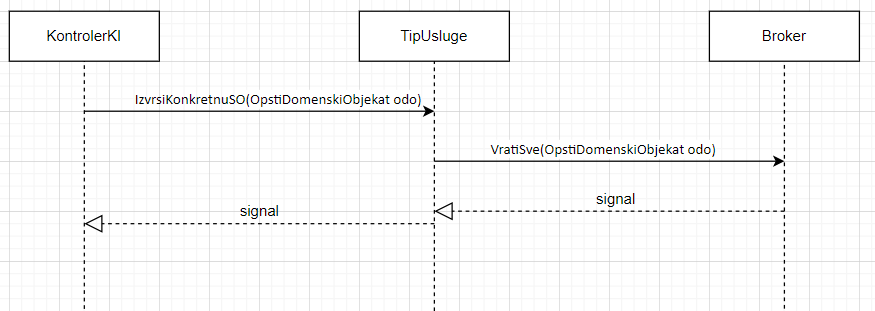 KontrolerKI
TipUsluge
Broker
IzvrsiKonkretnuSO(OpstiDomenskiObjekat odo)
VratiSve(OpstiDomenskiObjekat odo)
signal
signal